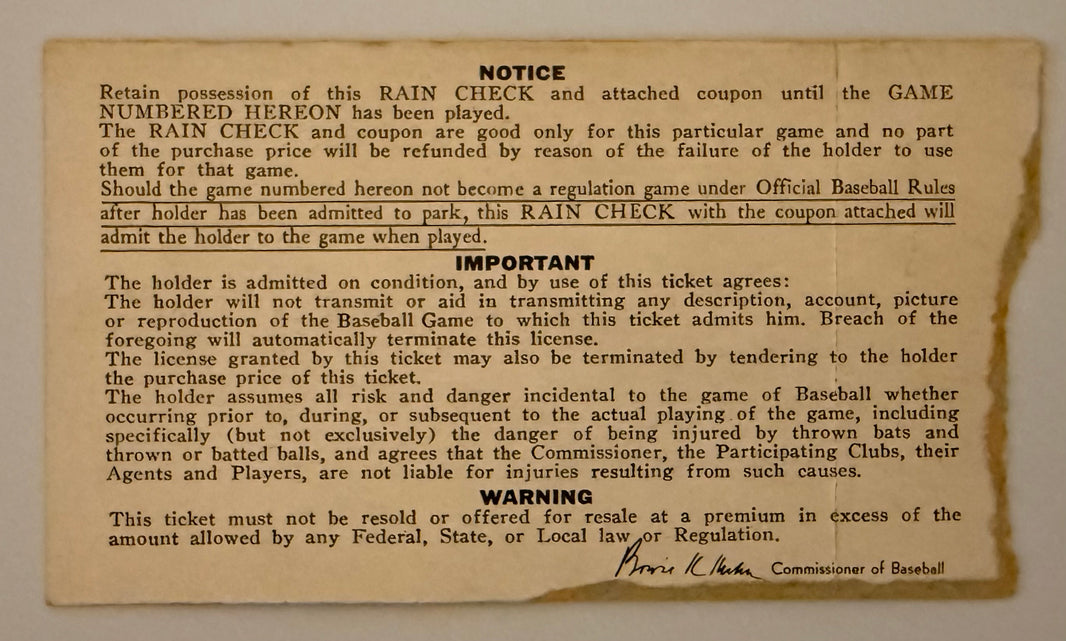 NOTICE
Retain possession of this RAIN CHECK and attached coupon until the GAME
NUMBERED HEREON has been played.
The RAIN CHECK and coupon are good only for this particular game and no part
of the purchase price will be refunded by reason of the failure of the holder to use
them for that game.
Should the game numbered hereon not become a regulation game under Official Baseball Rules
after holder has been admitted to park, this RAIN CHECK with the coupon attached will
admit the holder to the game when played.
IMPORTANT
The holder is admitted on condition, and by use of this ticket agrees:
The holder will not transmit or aid in transmitting any description, account, picture
or reproduction of the Baseball Game to which this ticket admits him. Breach of the
foregoing will automatically terminate this license.
The license granted by this ticket may also be terminated by tendering to the holder
the purchase price of this ticket.
The holder assumes all risk and danger incidental to the game of Baseball whether
occurring prior to, during, or subsequent to the actual playing of the game, including
specifically (but not exclusively) the danger of being injured by thrown bats and
thrown or batted balls, and agrees that the Commissioner, the Participating Clubs, their
Agents and Players, are not liable for injuries resulting from such causes.
WARNING
This ticket must not be resold or offered for resale at a premium in excess of the
amount allowed by any Federal, State, or Local law or Regulation.
Bowie K Kuhn Commissioner of Baseball